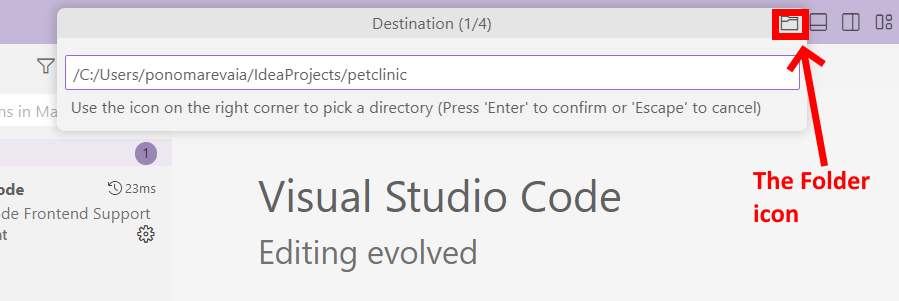 Destination (1/4)
/C:/Users/ponomarevaia/IdeaProjects/petclinic
ns in Ma
Use the icon on the right corner to pick a directory (Press 'Enter' to confirm or 'Escape' to cancel)
1
ode
23ms
de Frontend Support
nt
Visual Studio Code
Editing evolved
The Folder
icon